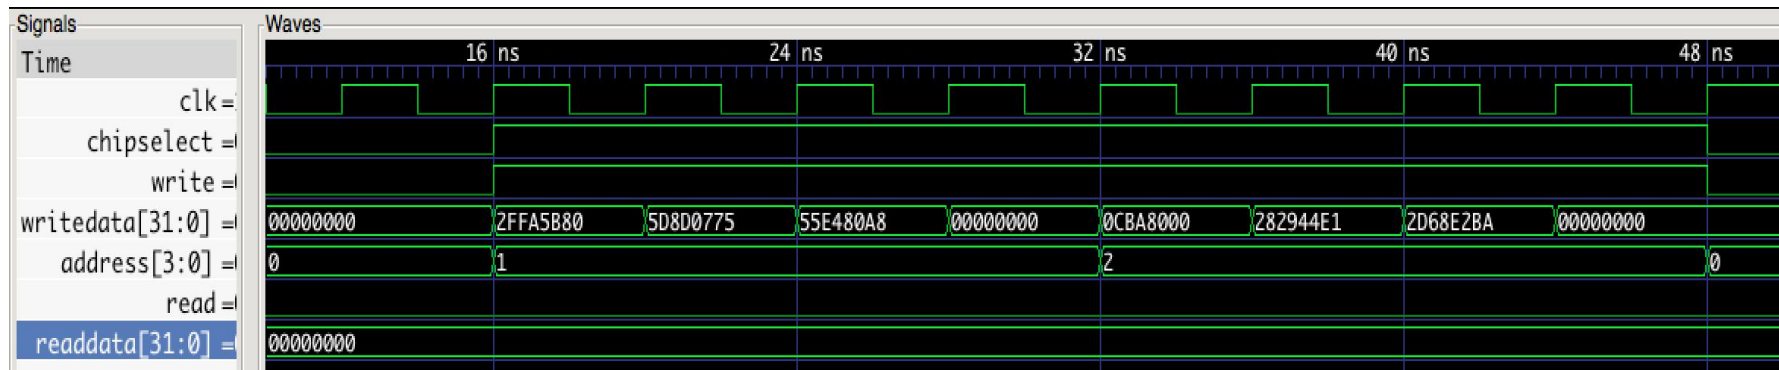 Signals Waves
Time 16 ns 24 ns 32 ns 40 ns 48 ns
clk =
chipselect =
write =
writedata[31:0] = 00000000 2FFA5B80 5D8D0775 55E480A8 00000000 0CBA8000 282944E1 2D68E2BA 00000000
address[3:0] = 0 1 2 0
read =
readdata[31:0] = 00000000